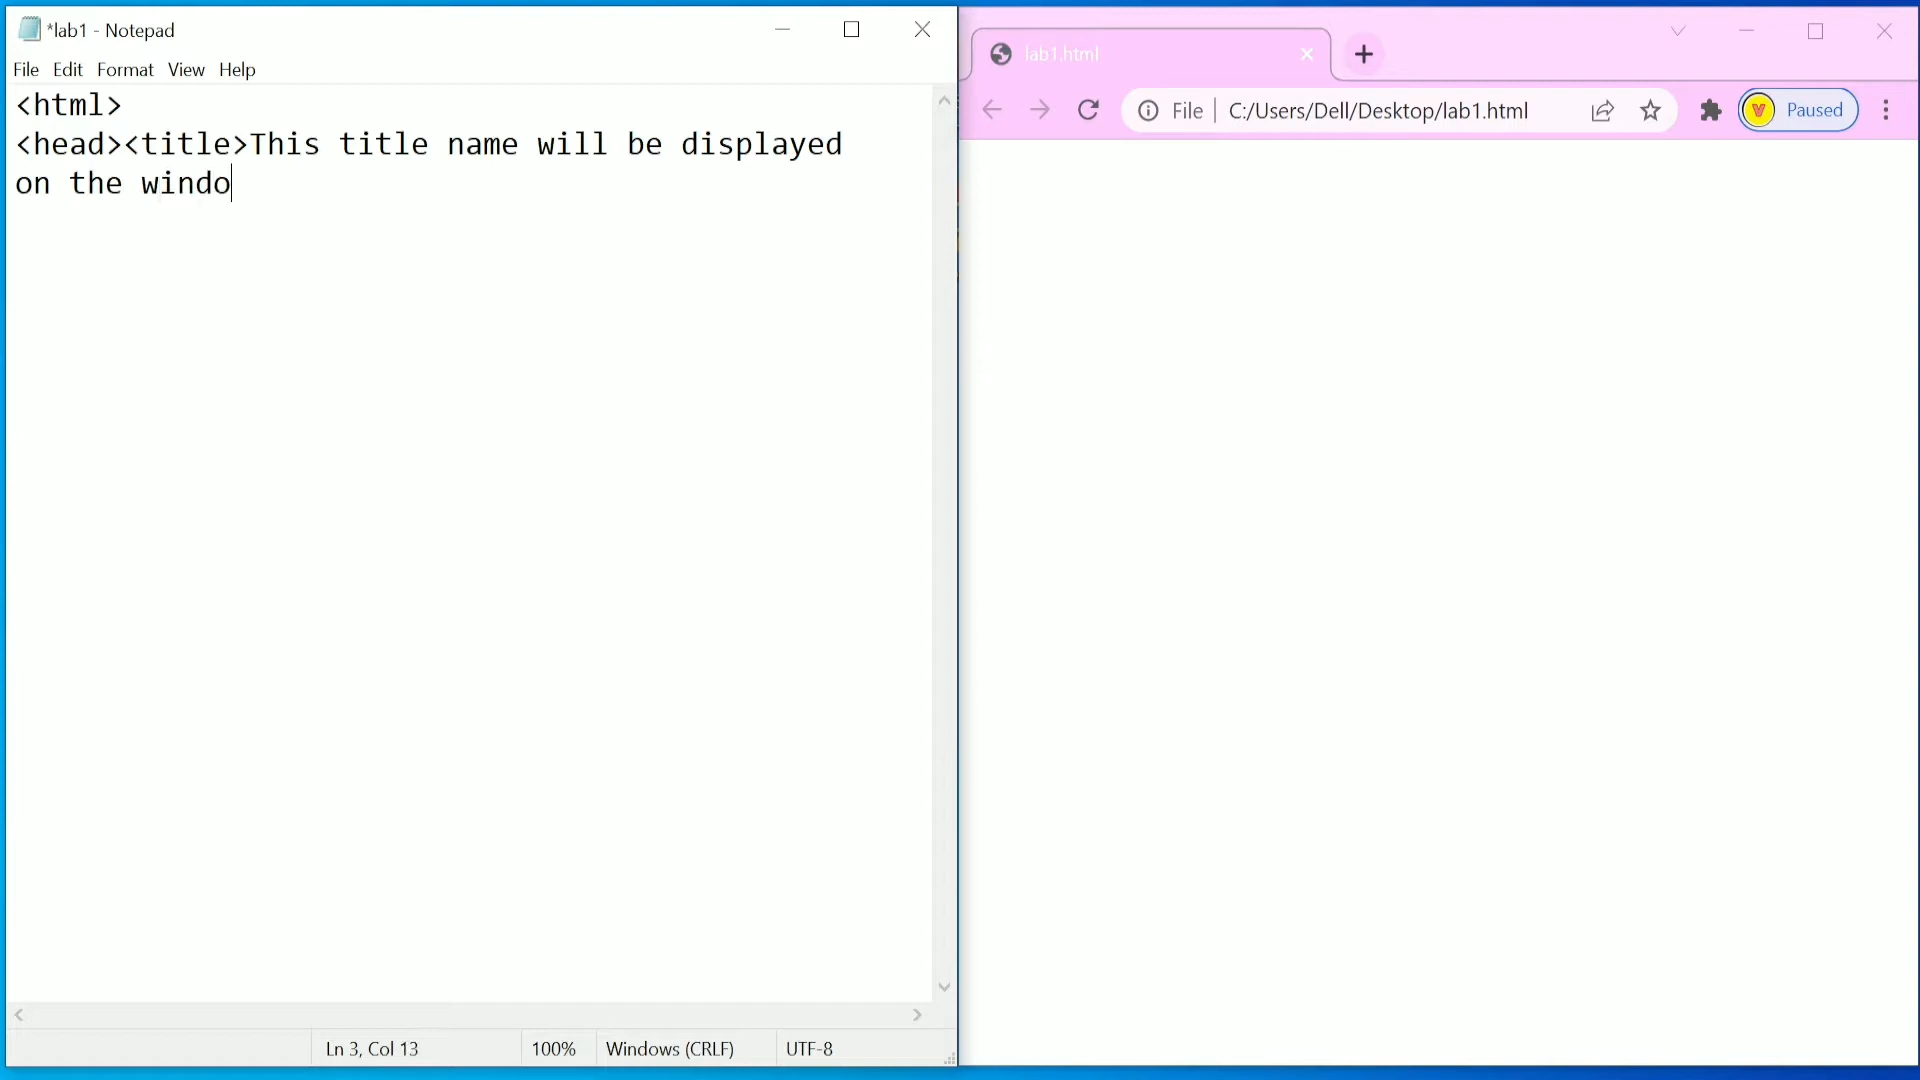 *lab1 - Notepad
File Edit Format View Help
<html>
<head><title>This title name will be displayed
on the windo
Ln 3, Col 13 100% Windows (CRLF) UTF-8
lab1.html
File C:/Users/Dell/Desktop/lab1.html V Paused